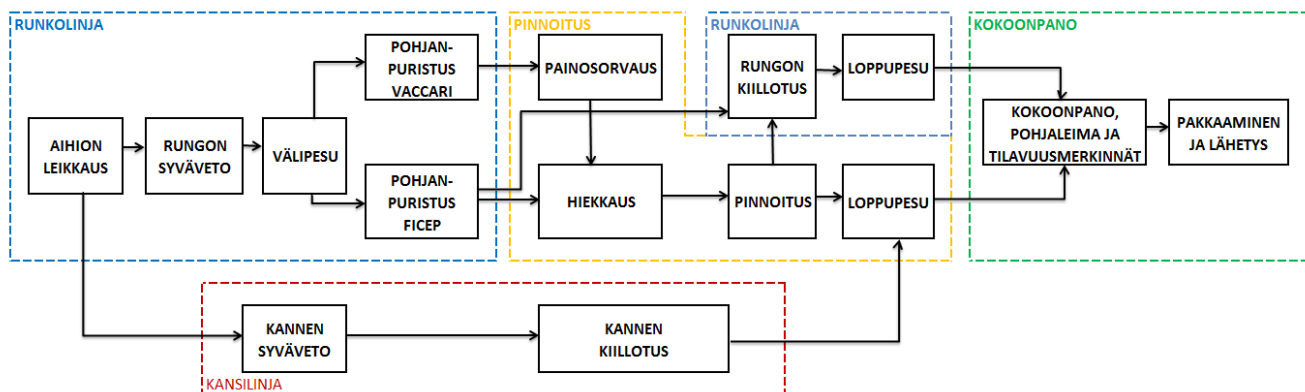 RUNKOLINJA
PINNOITUS
RUNKOLINJA
KOKOONPANO
POHJAN-
PURISTUS
VACCARI
PAINOSORVAUS
RUNGON
KIILLOTUS
LOPPUPESU
AIHION
LEIKKAUS
RUNGON
SYVÄVETO
VÄLIPESU
KOKOONPANO,
POHJALEIMA JA
TILAVUUSMERKINNÄT
PAKKAAMINEN
JA LÄHETYS
POHJAN-
PURISTUS
FICEP
HIEKKAUS
PINNOITUS
LOPPUPESU
KANNEN
SYVÄVETO
KANNEN
KIILLOTUS
KANSILINJA